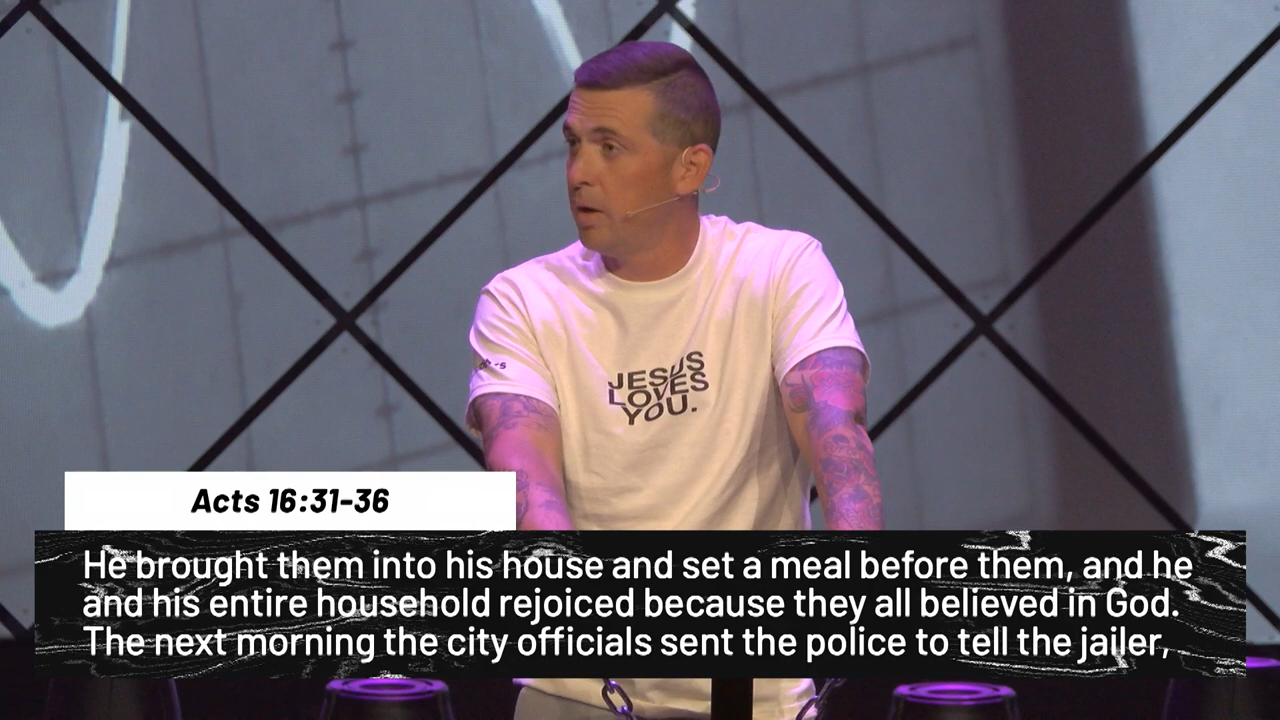 JESUS
LOVES
YOU.
Acts 16:31-36
He brought them into his house and set a meal before them, and he
and his entire household rejoiced because they all believed in God.
The next morning the city officials sent the police to tell the jailer,